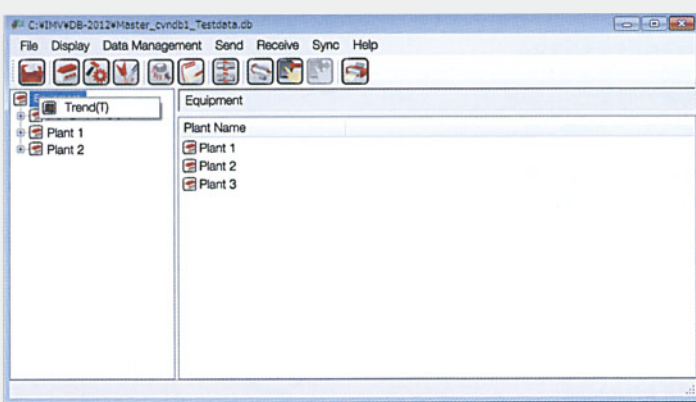 C:¥IMV¥DB-2012¥Master_cvndb1_Testdata.db
File Display Data Management Send Receive Sync Help
Trend(T)
Plant 1
Plant 2
Equipment
Plant Name
Plant 1
Plant 2
Plant 3